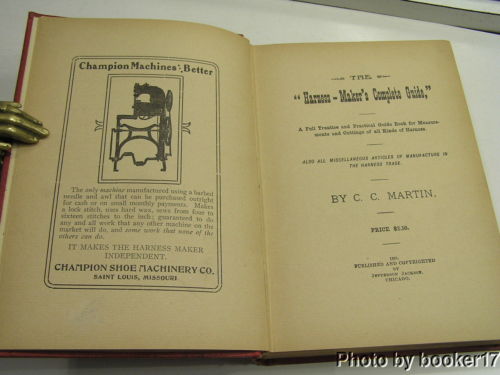 Champion Machines, Better
The only machine manufactured using a barbed
needle and awl that can be purchased outright
for cash or on small monthly payments. Makes
a lock stitch, uses hard wax, sews from four to
sixteen stitches to the inch; guaranteed to do
any and all work that any other machine on the
market will do, and some work that none of the
others can do.
IT MAKES THE HARNESS MAKER
INDEPENDENT.
CHAMPION SHOE MACHINERY CO.
SAINT LOUIS, MISSOURI.
THE
"Harness-Maker's Complete Guide,"
A Full Treatise and Practical Guide Book for Measure-
ments and Cuttings of all Kinds of Harness.
ALSO ALL MISCELLANEOUS ARTICLES OF MANUFACTURE IN
THE HARNESS TRADE.
BY C. C. MARTIN.
PRICE
PUBLISHED AND COPYRIGHTED
BY
JEFFERSON JACKSON,
CHICAGO.
Photo by booker17